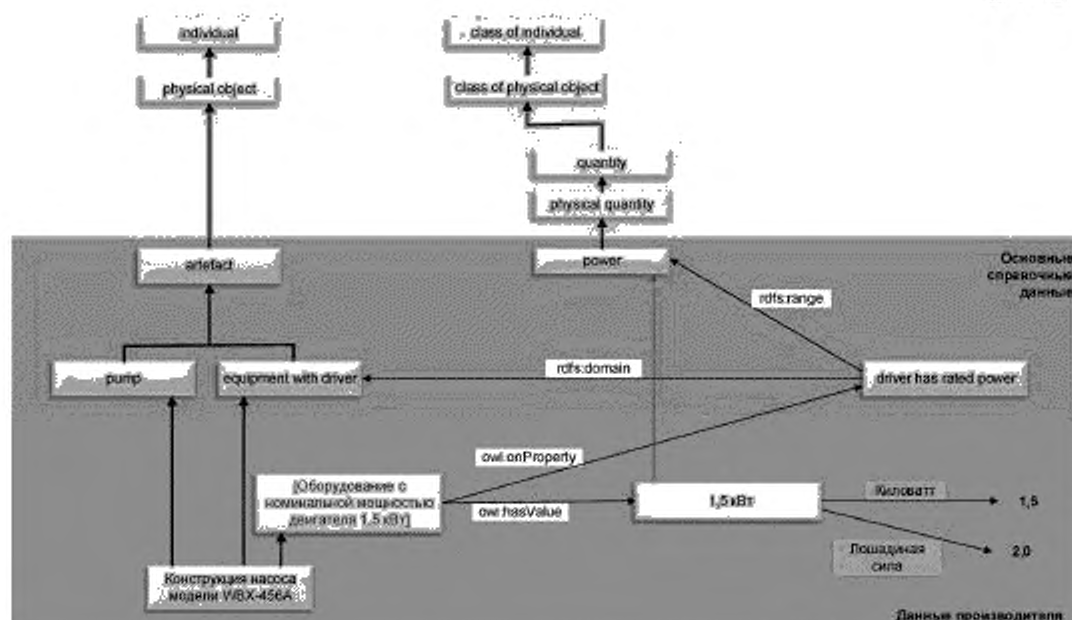 individual
class of individual
physical object
class of physical object
quantity
physical quantity
artefact
power
Основные
справочные
данные
rdfs:range
pump
equipment with driver
rdfs:domain
driver has rated power
owl:onProperty
[Оборудование с
номинальной мощностью
двигателя 1,5 кВт]
owl:hasValue
1,5 кВт
Киловатт
1,5
Лошадиная
сила
2,0
Конструкция насоса
модели WBX-456A
Данные производителя